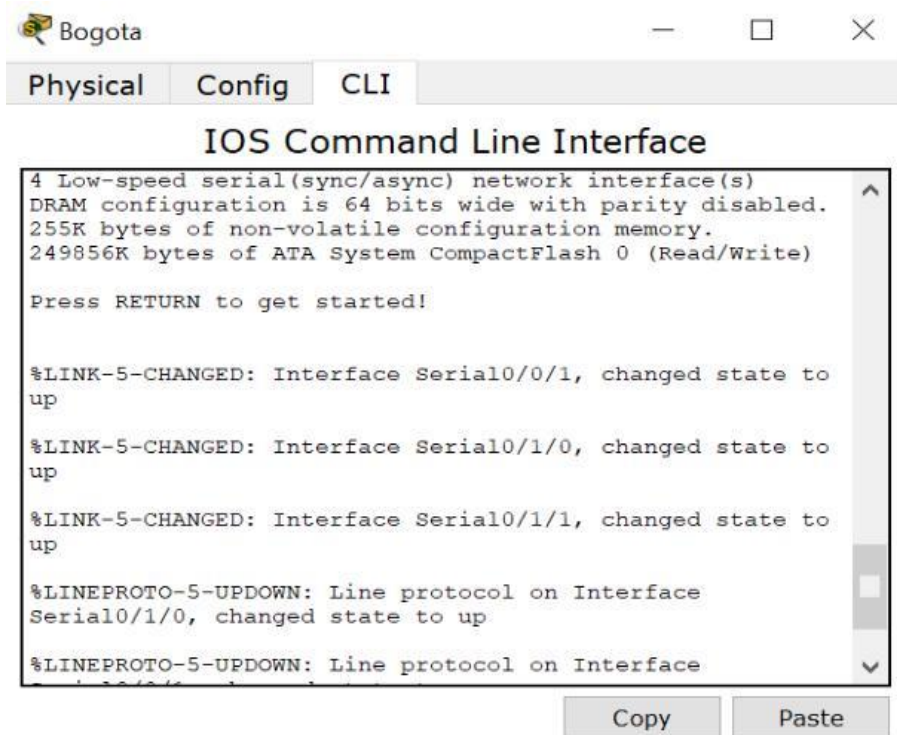 Bogota
Physical Config CLI
IOS Command Line Interface
4 Low-speed serial(sync/async) network interface(s)
DRAM configuration is 64 bits wide with parity disabled.
255K bytes of non-volatile configuration memory.
249856K bytes of ATA System CompactFlash 0 (Read/Write)
Press RETURN to get started!
%LINK-5-CHANGED: Interface Serial0/0/1, changed state to
up
%LINK-5-CHANGED: Interface Serial0/1/0, changed state to
up
%LINK-5-CHANGED: Interface Serial0/1/1, changed state to
up
%LINEPROTO-5-UPDOWN: Line protocol on Interface
Serial0/1/0, changed state to up
%LINEPROTO-5-UPDOWN: Line protocol on Interface
Copy Paste